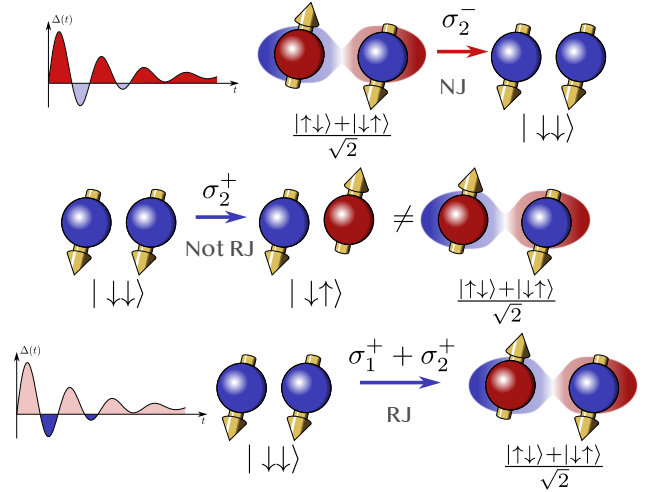 Δ(t)
t
σ₂⁻
NJ
|↑↓⟩+|↓↑⟩
√2
|↓↓⟩
σ₂⁺
Not RJ
≠
|↓↓⟩
|↓↑⟩
|↑↓⟩+|↓↑⟩
√2
Δ(t)
t
σ₁⁺ + σ₂⁺
RJ
|↓↓⟩
|↑↓⟩+|↓↑⟩
√2